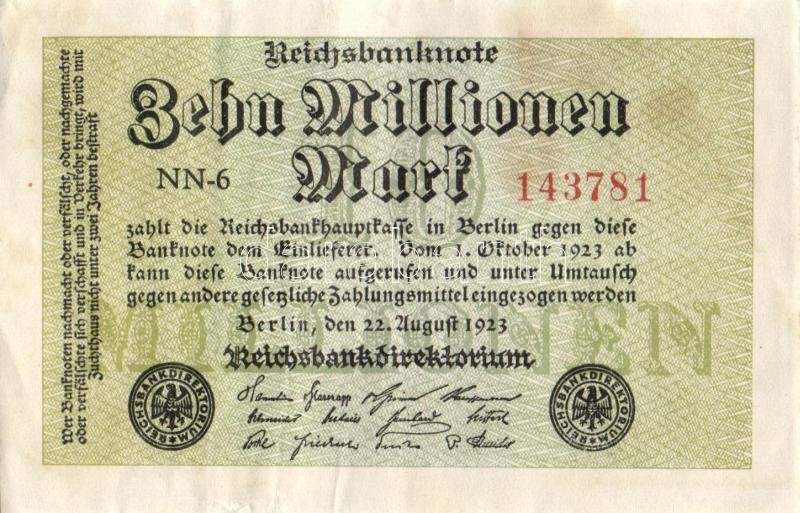 Reichsbanknote
Zehn Millionen
Mark
NN-6
143781
zahlt die Reichsbankhauptkasse in Berlin gegen diese
Banknote dem Einlieferer. Vom 1. Oktober 1923 ab
kann diese Banknote aufgerufen und unter Umtausch
gegen andere gesetzliche Zahlungsmittel eingezogen werden
Berlin, den 22. August 1923
Reichsbankdirektorium
Wer Banknoten nachmacht oder verfälscht, oder nachgemachte
oder verfälschte sich verschafft und in Verkehr bringt, wird mit
Zuchthaus nicht unter zwei Jahren bestraft
REICHSBANKDIREKTORIUM
REICHSBANKDIREKTORIUM